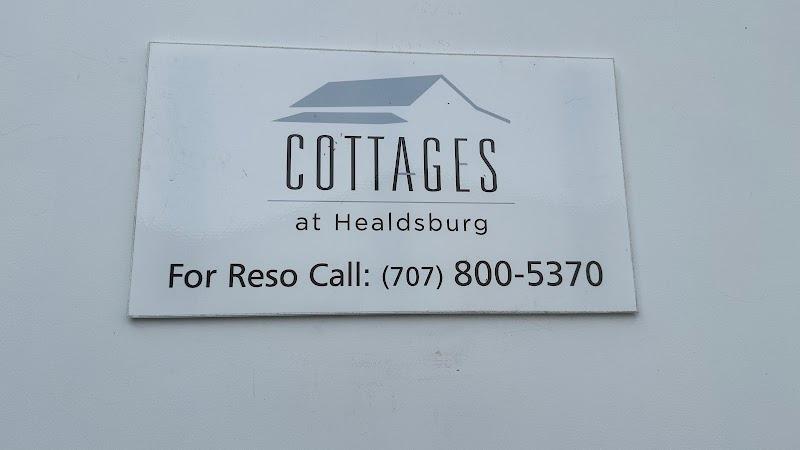 COTTAGES
at Healdsburg
For Reso Call: (707) 800-5370